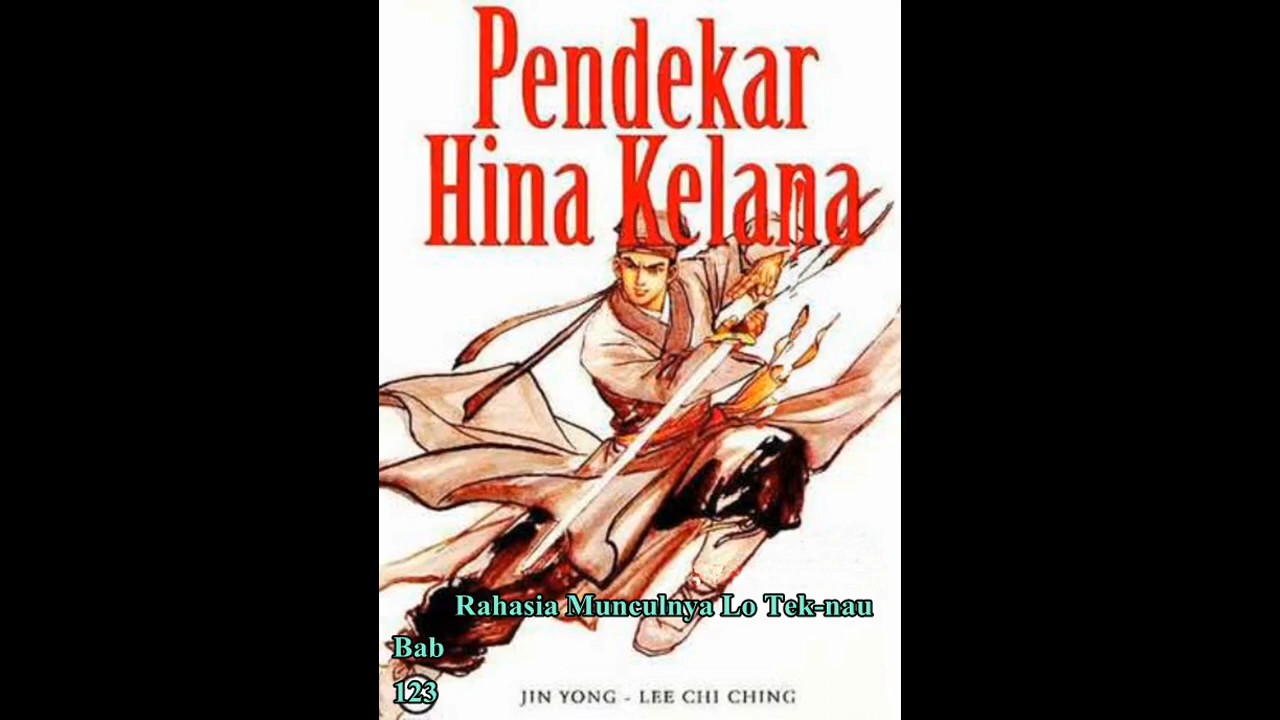 Pendekar
Hina Kelana
Rahasia Munculnya Lo Tek-nau
Bab
123
JIN YONG - LEE CHI CHING